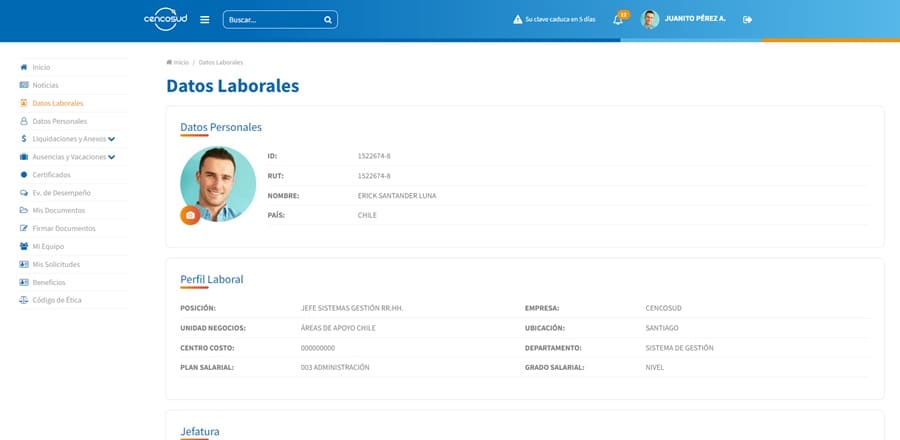 cencosud
Buscar...
Su clave caduca en 5 días
JUANITO PÉREZ A.
Inicio
Noticias
Datos Laborales
Datos Personales
Liquidaciones y Anexos
Ausencias y Vacaciones
Certificados
Ev. de Desempeño
Mis Documentos
Firmar Documentos
Mi Equipo
Mis Solicitudes
Beneficios
Código de Ética
Inicio / Datos Laborales
Datos Laborales
Datos Personales
ID: 1522674-8
RUT: 1522674-8
NOMBRE: ERICK SANTANDER LUNA
PAÍS: CHILE
Perfil Laboral
POSICIÓN: JEFE SISTEMAS GESTIÓN RR.HH. EMPRESA: CENCOSUD
UNIDAD NEGOCIOS: ÁREAS DE APOYO CHILE UBICACIÓN: SANTIAGO
CENTRO COSTO: 000000000 DEPARTAMENTO: SISTEMA DE GESTIÓN
PLAN SALARIAL: 003 ADMINISTRACIÓN GRADO SALARIAL: NIVEL
Jefatura